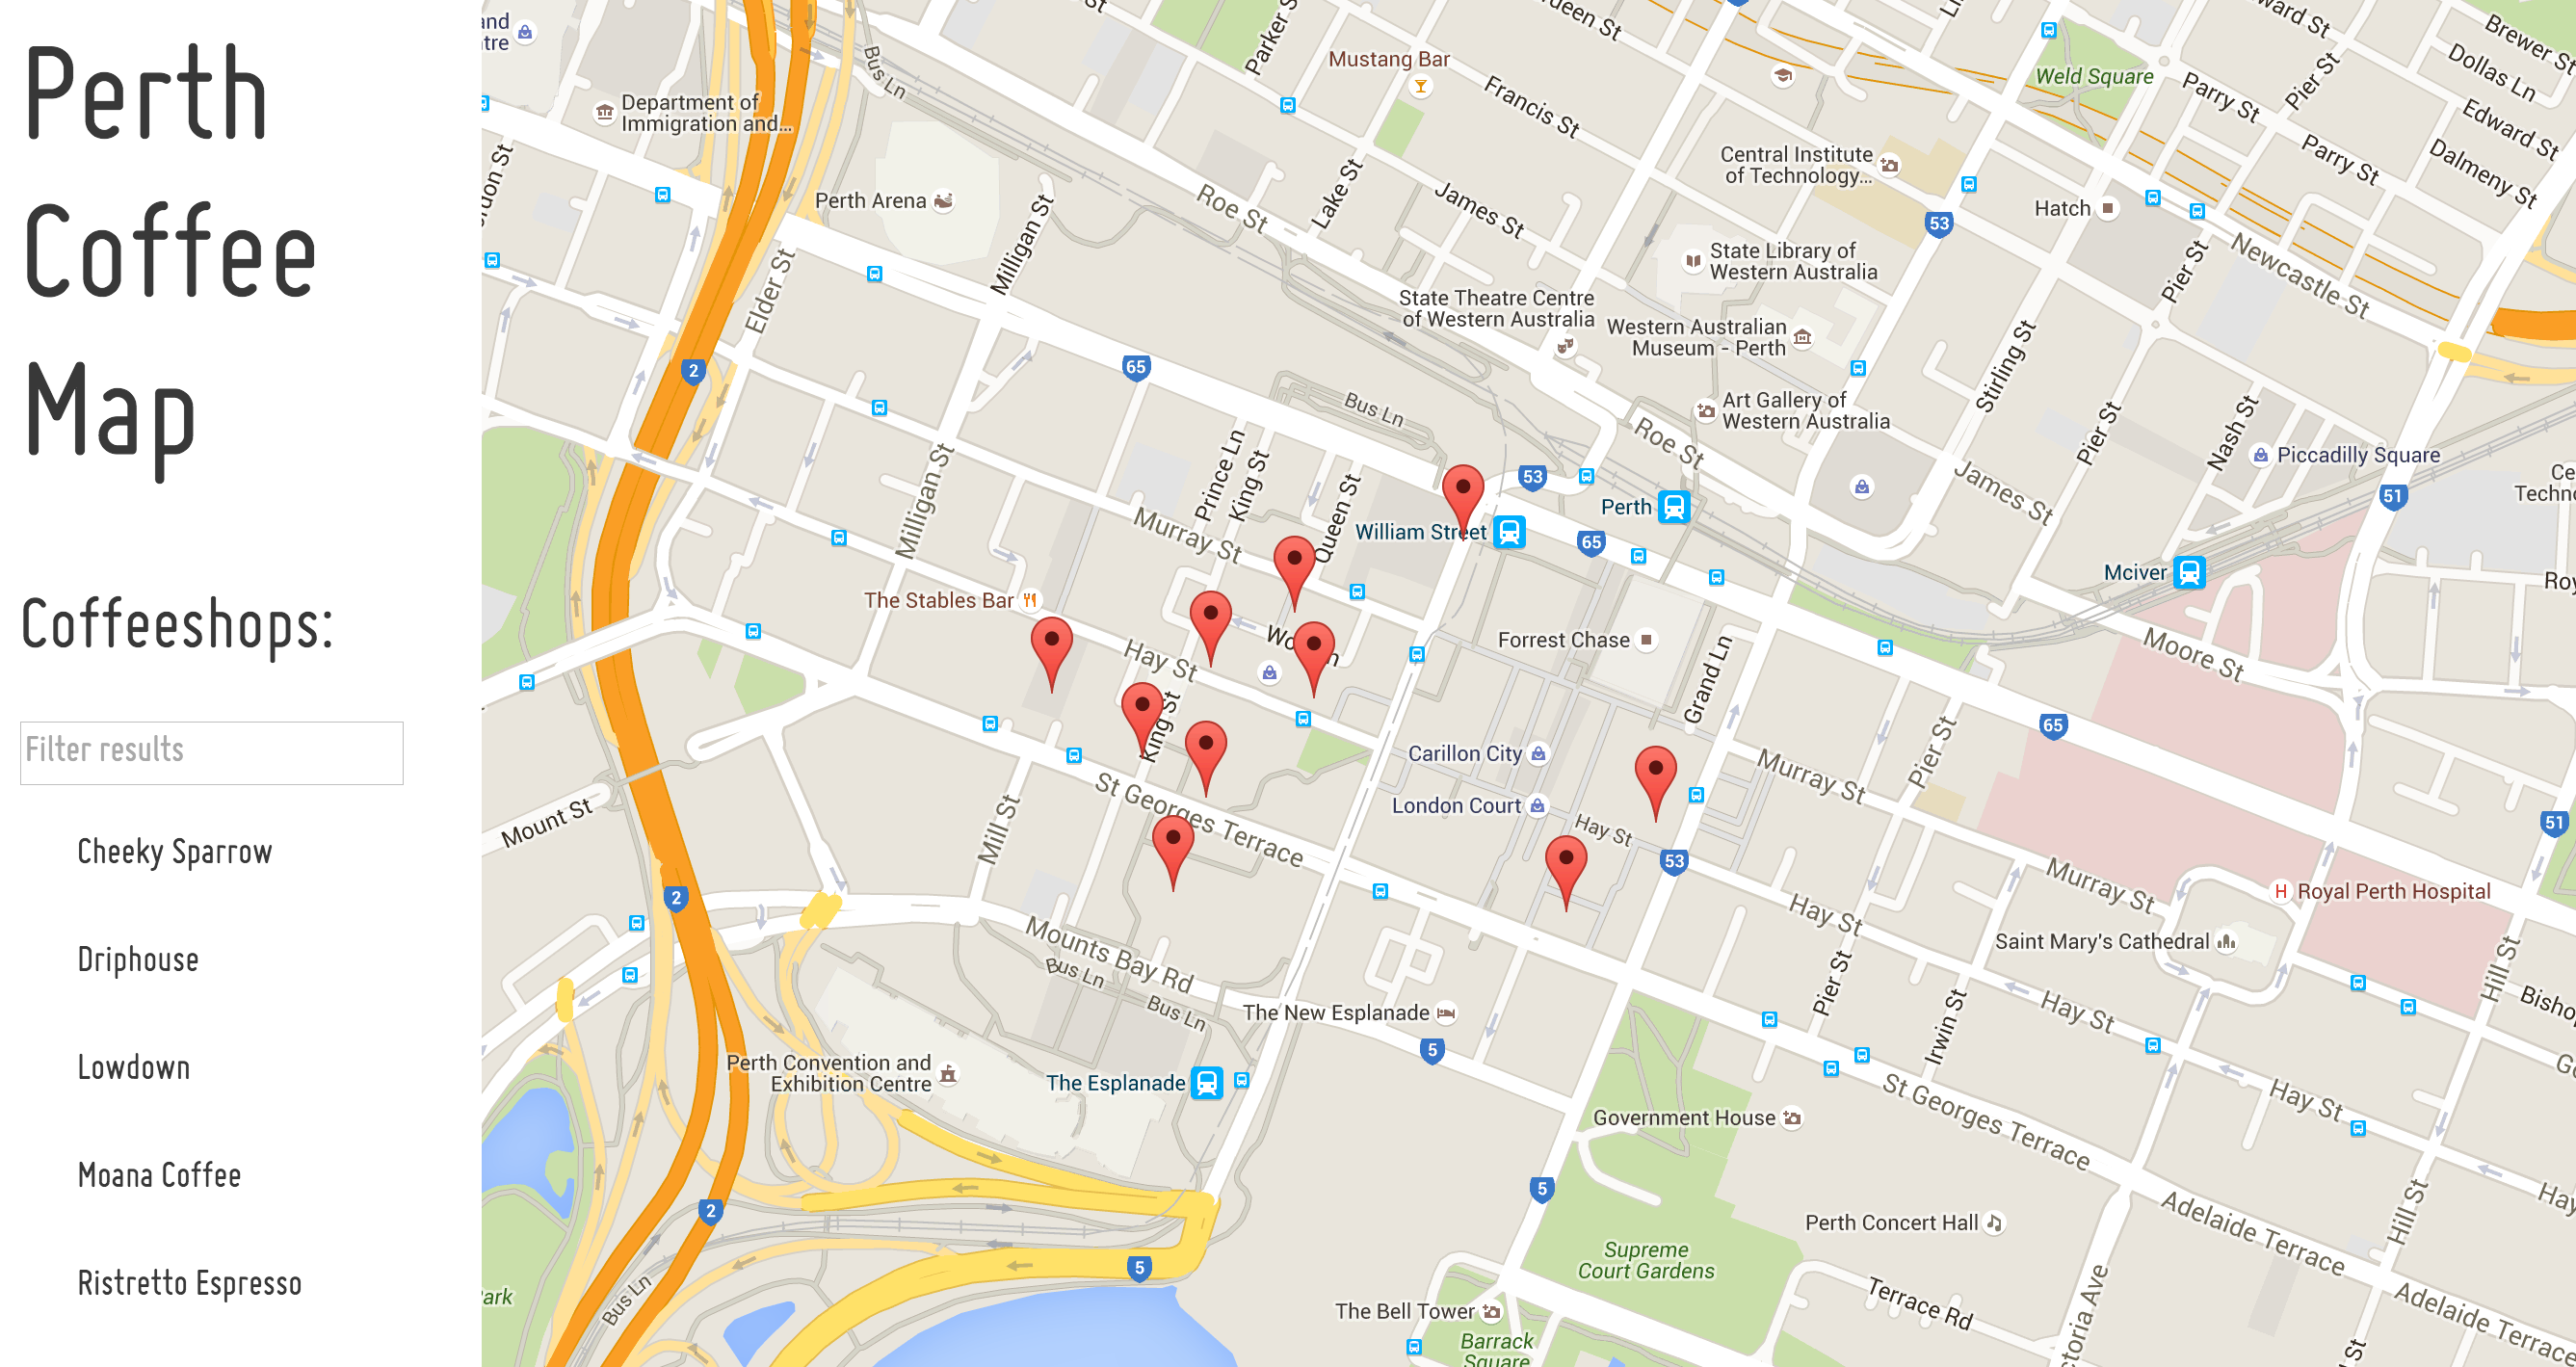 Perth
Coffee
Map
Coffeeshops:
Filter results
Cheeky Sparrow
Driphouse
Lowdown
Moana Coffee
Ristretto Espresso
and
tre
Department of
Immigration and...
Bus Ln
Perth Arena
Elder St
Milligan St
Parker S
Mustang Bar
Francis St
Lake St
James St
Roe St
Central Institute
of Technology...
State Library of
Western Australia
State Theatre Centre
of Western Australia
Western Australian
Museum - Perth
Art Gallery of
Western Australia
Weld Square
Brewer St
Dollas Ln
Edward St
Dalmeny St
Pier St
Parry St
Parry St
Hatch
53
Newcastle St
Pier St
Stirling St
Pier St
Nash St
Piccadilly Square
James St
Roe St
2
65
Bus Ln
Prince Ln
King St
Queen St
Milligan St
Murray St
53
William Street
Perth
65
51
Mciver
Moore St
The Stables Bar
Hay St
King St
Forrest Chase
Grand Ln
Carillon City
London Court
Hay St
53
Murray St
Pier St
65
51
Mount St
Mill St
St Georges Terrace
2
Mounts Bay Rd
Bus Ln
Bus Ln
Hay St
Murray St
Royal Perth Hospital
Saint Mary's Cathedral
Hill St
Pier St
Irwin St
Hay St
Hay St
The New Esplanade
5
Perth Convention and
Exhibition Centre
The Esplanade
Government House
St Georges Terrace
5
2
5
Perth Concert Hall
Supreme
Court Gardens
Adelaide Terrace
Hill St
Adelaide Terrace
The Bell Tower
Barrack
Square
Terrace Rd
toria Ave
Bus Ln
ark